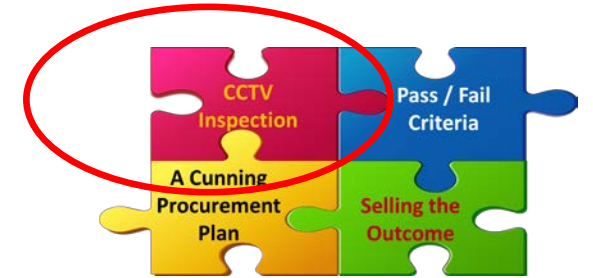 CCTV
Inspection
Pass / Fail
Criteria
A Cunning
Procurement
Plan
Selling the
Outcome